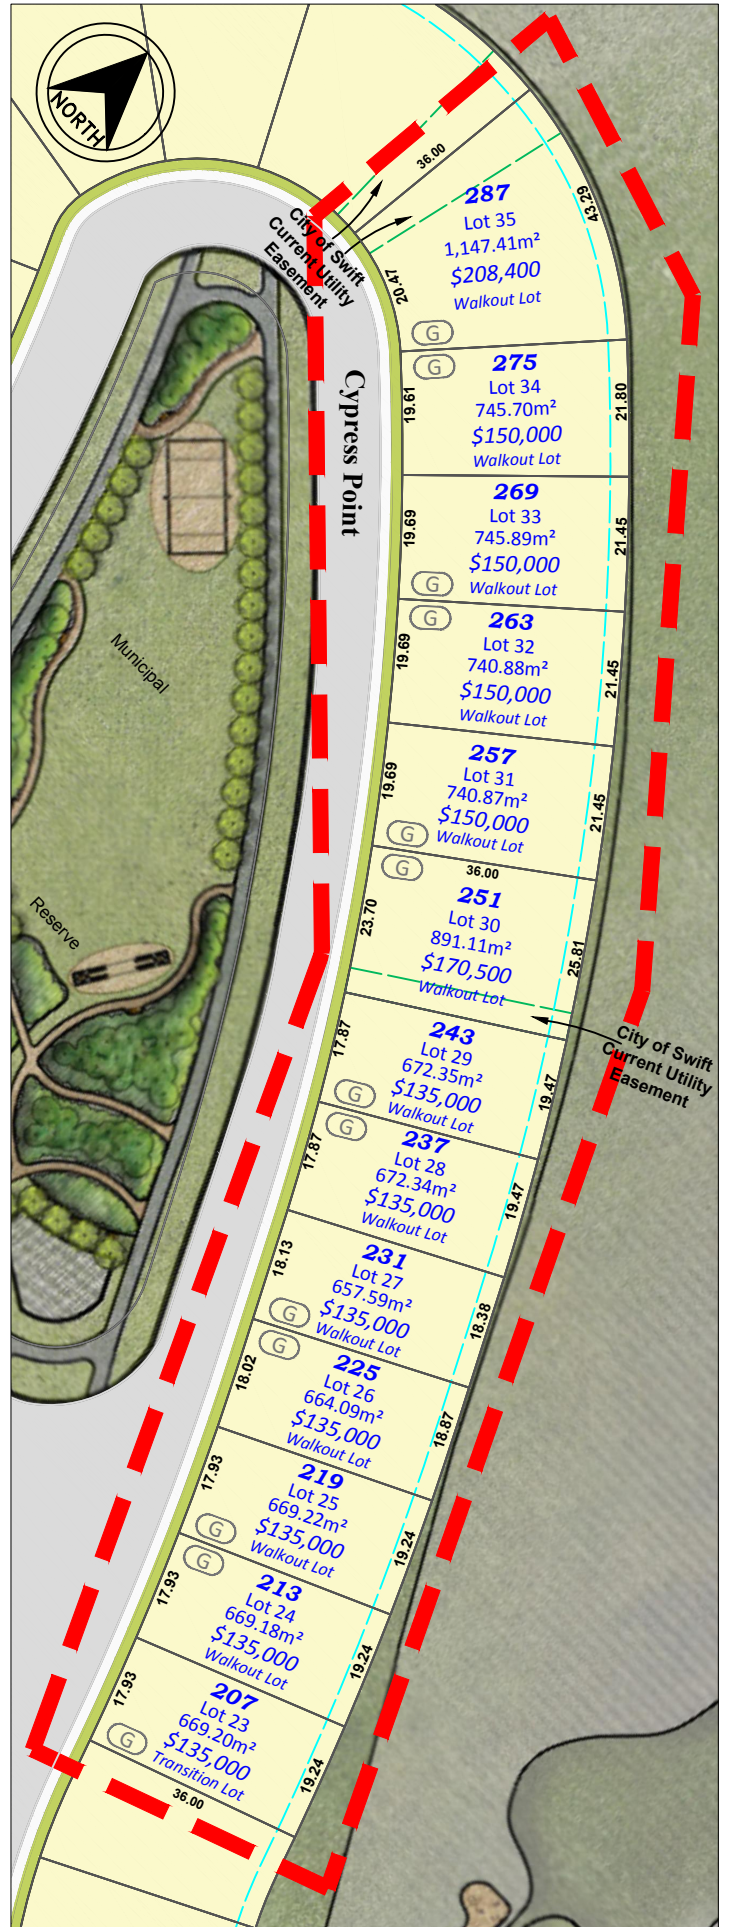 NORTH
36.00
City of Swift
Current Utility
Easement
287
Lot 35
1,147.41m²
$208,400
Walkout Lot
43.29
20.47
G
Cypress Point
G
275
Lot 34
745.70m²
$150,000
Walkout Lot
19.61
21.80
269
Lot 33
745.89m²
$150,000
Walkout Lot
19.69
21.45
G
G
263
Lot 32
740.88m²
$150,000
Walkout Lot
19.69
21.45
Municipal
257
Lot 31
740.87m²
$150,000
Walkout Lot
19.69
21.45
G
G
36.00
251
Lot 30
891.11m²
$170,500
Walkout Lot
23.70
25.81
Reserve
City of Swift
Current Utility
Easement
243
Lot 29
672.35m²
$135,000
Walkout Lot
17.87
19.47
G
G
237
Lot 28
672.34m²
$135,000
Walkout Lot
17.87
19.47
231
Lot 27
657.59m²
$135,000
Walkout Lot
18.13
18.38
G
G
225
Lot 26
664.09m²
$135,000
Walkout Lot
18.02
18.87
219
Lot 25
669.22m²
$135,000
Walkout Lot
17.93
19.24
G
G
213
Lot 24
669.18m²
$135,000
Walkout Lot
17.93
19.24
207
Lot 23
669.20m²
$135,000
Transition Lot
17.93
19.24
G
36.00